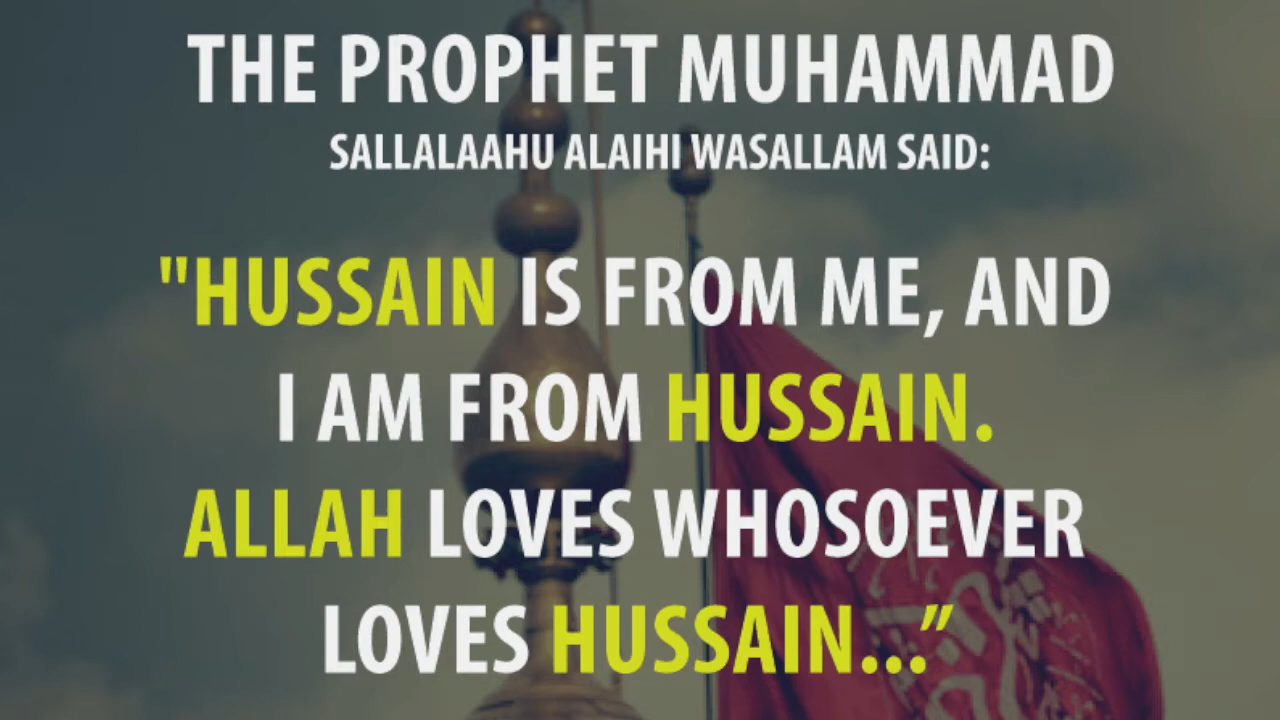 THE PROPHET MUHAMMAD
SALLALAAHU ALAIHI WASALLAM SAID:
"HUSSAIN IS FROM ME, AND
I AM FROM HUSSAIN.
ALLAH LOVES WHOSOEVER
LOVES HUSSAIN...”